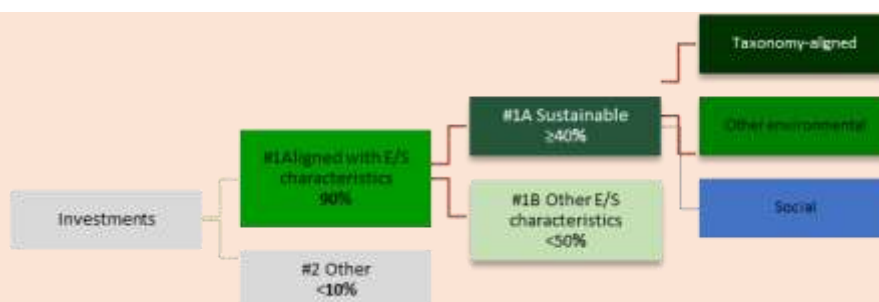 Investments
#1Aligned with E/S
characteristics
90%
#2 Other
<10%
#1A Sustainable
≥40%
#1B Other E/S
characteristics
<50%
Taxonomy-aligned
Other environmental
Social